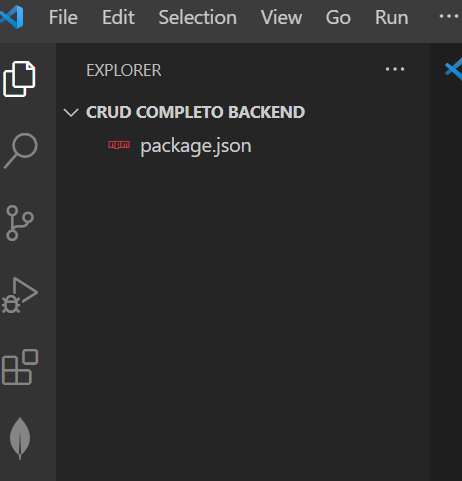 File Edit Selection View Go Run ...
EXPLORER ...
CRUD COMPLETO BACKEND
package.json